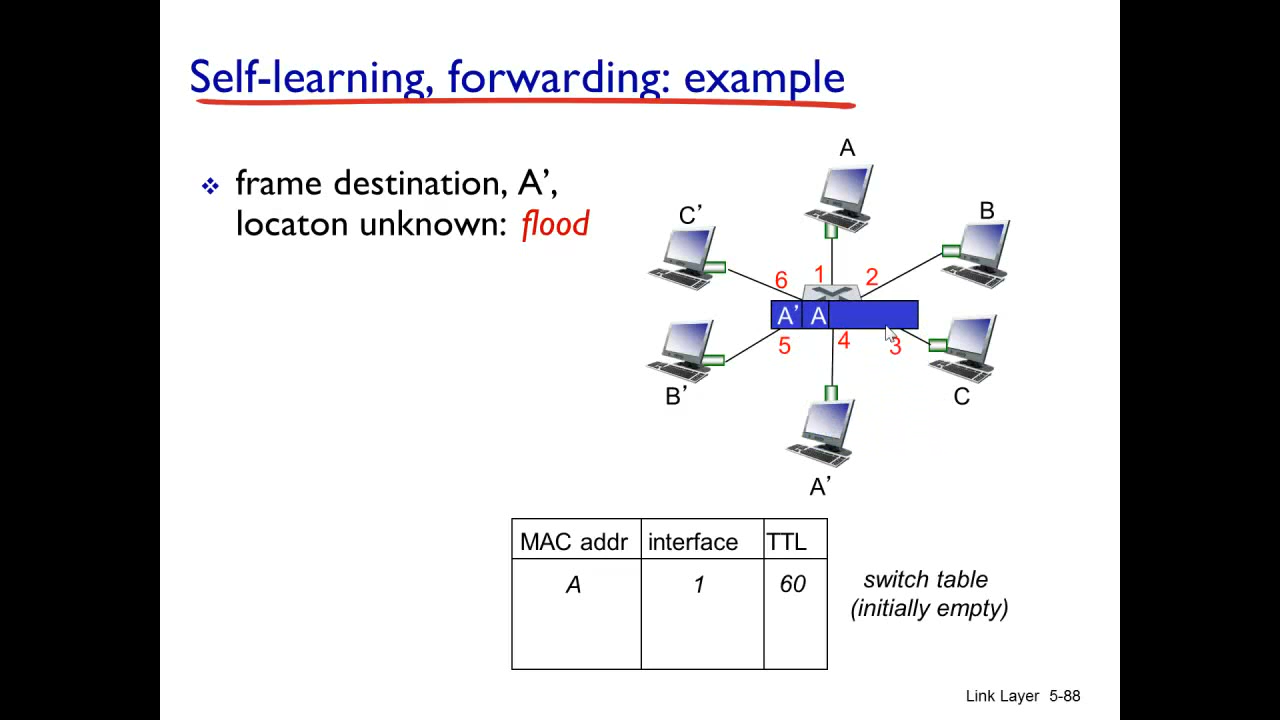 Self-learning, forwarding: example
frame destination, A’,
locaton unknown: flood
A
B
C’
6
1
2
A’ A
5
4
3
B’
C
A’
MAC addr interface TTL
A 1 60
switch table
(initially empty)
Link Layer 5-88